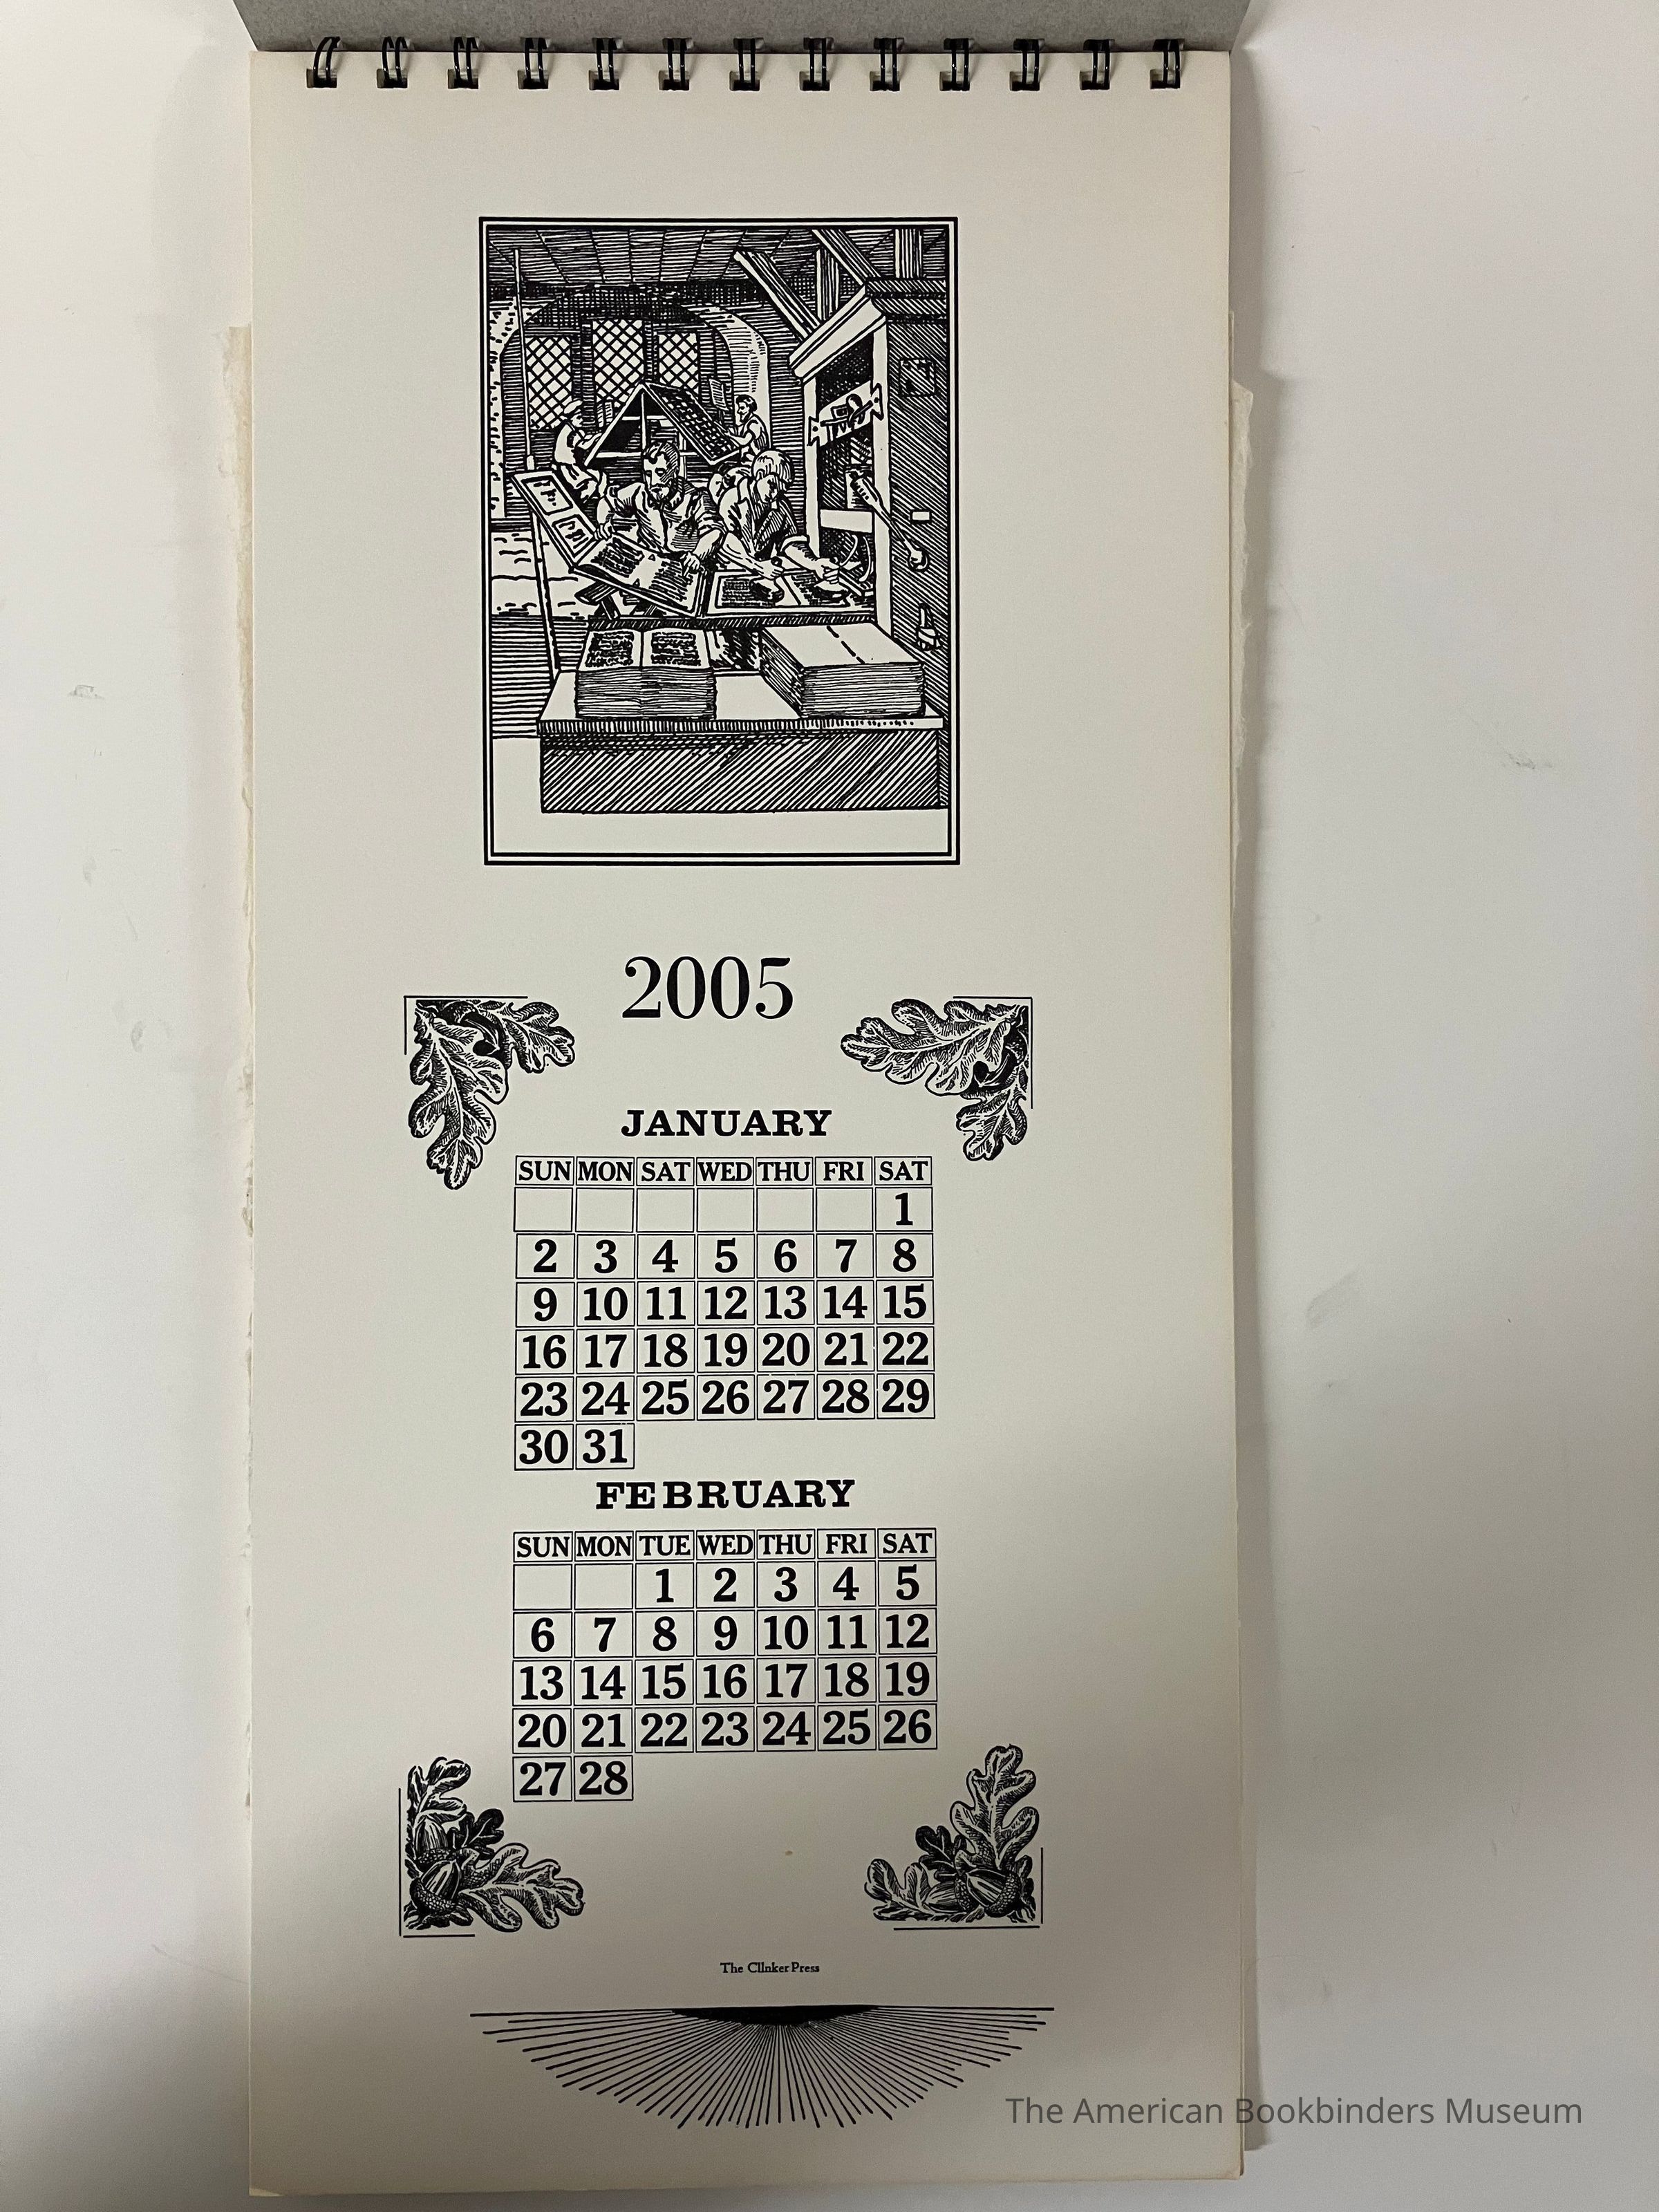 2005
JANUARY
SUN MON SAT WED THU FRI SAT
1
2 3 4 5 6 7 8
9 10 11 12 13 14 15
16 17 18 19 20 21 22
23 24 25 26 27 28 29
30 31
FEBRUARY
SUN MON TUE WED THU FRI SAT
1 2 3 4 5
6 7 8 9 10 11 12
13 14 15 16 17 18 19
20 21 22 23 24 25 26
27 28
The Clinker Press
The American Bookbinders Museum